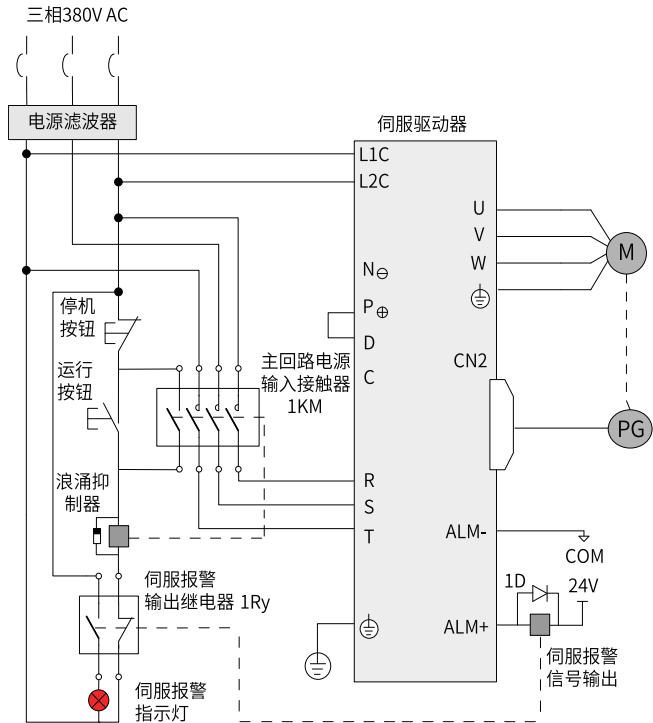 三相380V AC
电源滤波器
伺服驱动器
L1C
L2C
U
V
W
M
N⊖
P⊕
D
C
CN2
PG
停机
按钮
运行
按钮
主回路电源
输入接触器
1KM
R
S
T
浪涌抑
制器
ALM-
COM
伺服报警
输出继电器 1Ry
1D
24V
ALM+
伺服报警
信号输出
伺服报警
指示灯